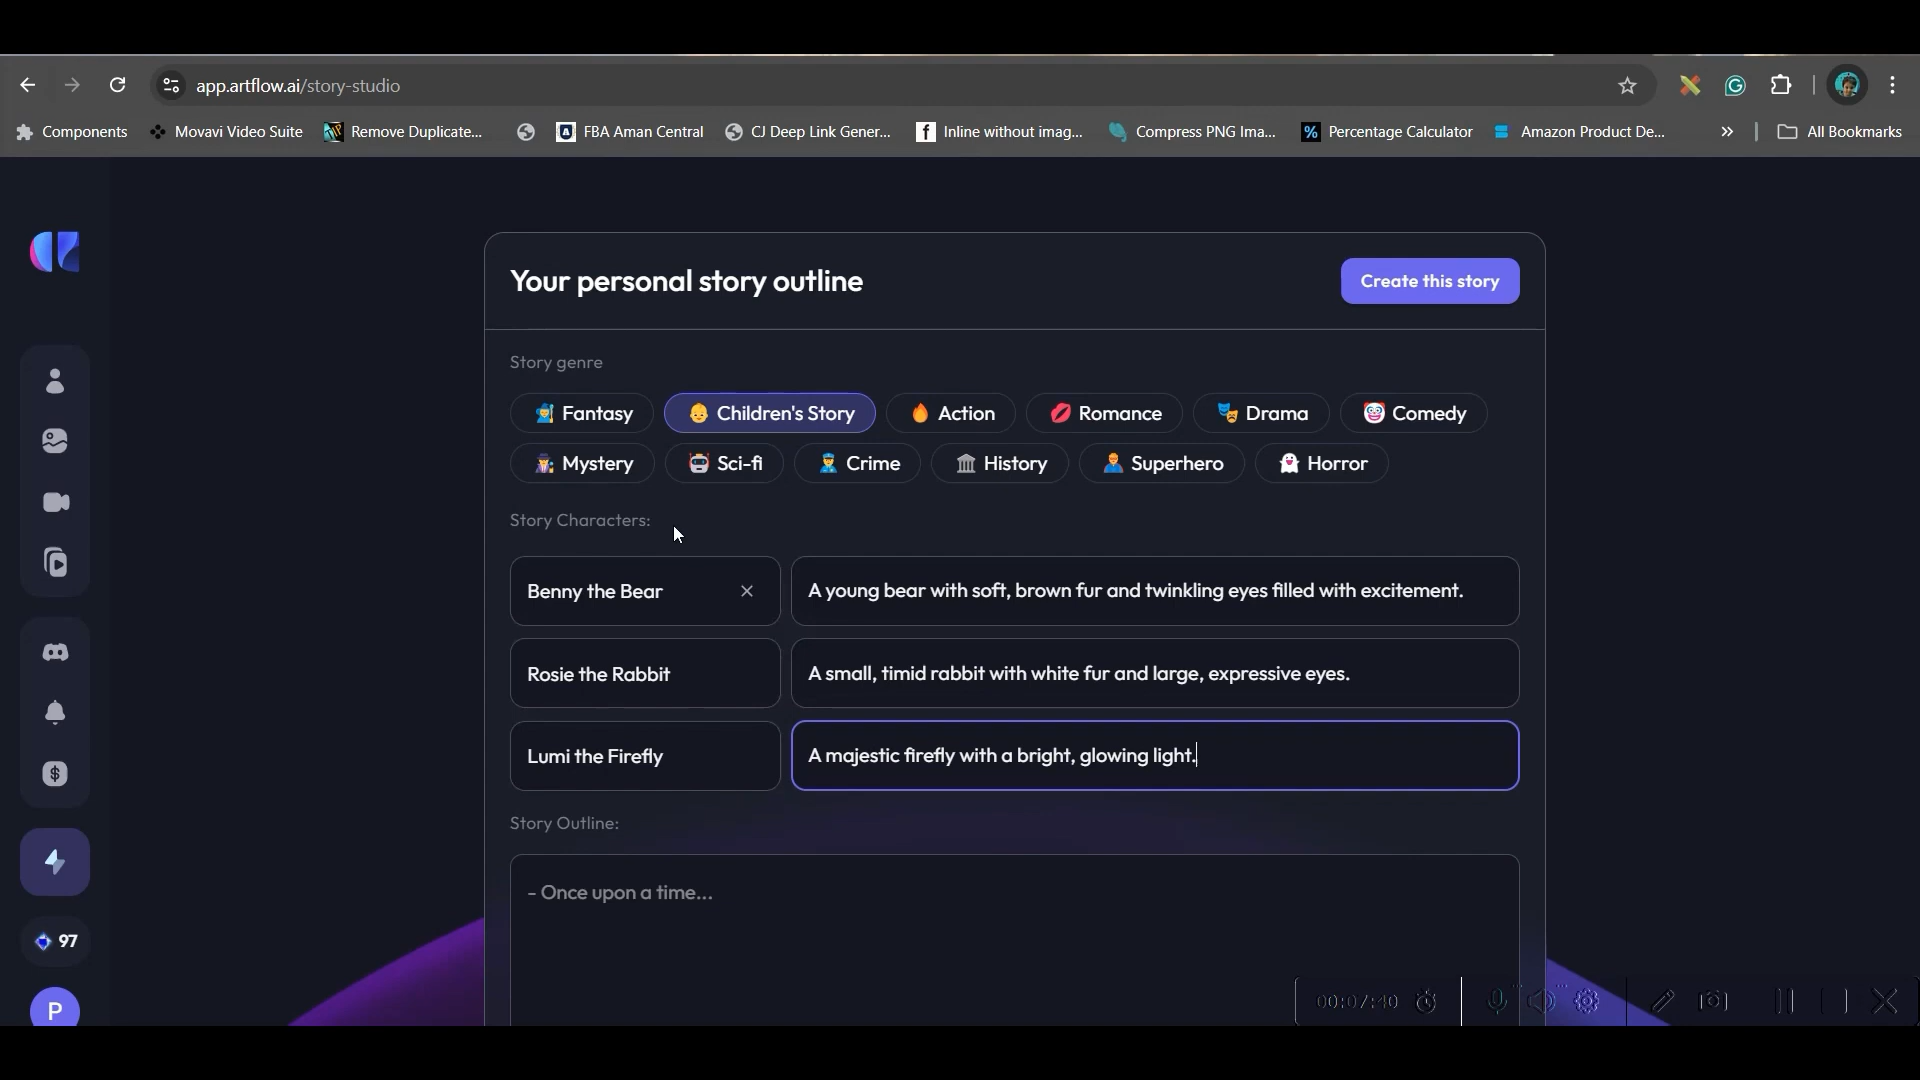 app.artflow.ai/story-studio
Components Movavi Video Suite Remove Duplicate... FBA Aman Central CJ Deep Link Gener... Inline without imag... Compress PNG Ima... Percentage Calculator Amazon Product De... » All Bookmarks
Your personal story outline Create this story
Story genre
Fantasy Children's Story Action Romance Drama Comedy
Mystery Sci-fi Crime History Superhero Horror
Story Characters:
Benny the Bear A young bear with soft, brown fur and twinkling eyes filled with excitement.
Rosie the Rabbit A small, timid rabbit with white fur and large, expressive eyes.
Lumi the Firefly A majestic firefly with a bright, glowing light.
Story Outline:
- Once upon a time...
97
P
00:07:40